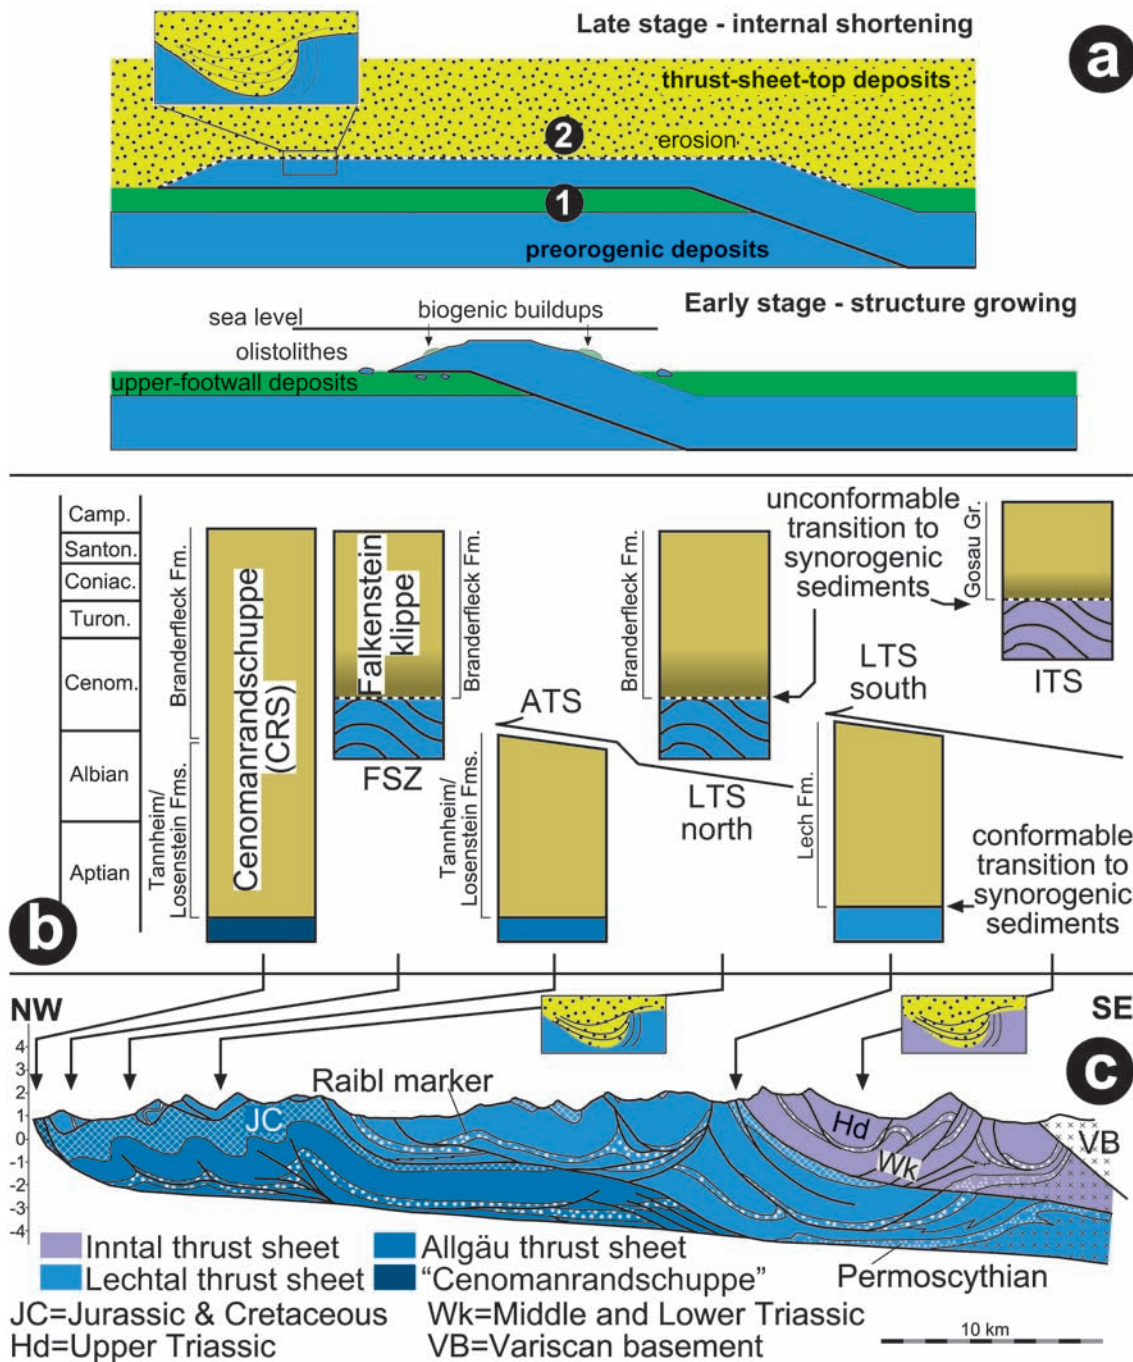 Late stage - internal shortening
a
thrust-sheet-top deposits
2
erosion
1
preorogenic deposits
Early stage - structure growing
sea level
biogenic buildups
olistolithes
upper-footwall deposits
Camp.
Santon.
Coniac.
Turon.
Cenom.
Albian
Aptian
b
Branderfleck Fm.
Tannheim/
Losenstein Fms.
Cenomanrandschuppe
(CRS)
Falkenstein
klippe
Branderfleck Fm.
FSZ
ATS
Tannheim/
Losenstein Fms.
Branderfleck Fm.
LTS
north
unconformable
transition to
synorogenic
sediments
LTS
south
Lech Fm.
Gosau Gr.
ITS
conformable
transition to
synorogenic
sediments
NW
SE
c
4
3
2
1
0
-1
-2
-3
-4
Raibl marker
JC
Hd
Wk
VB
Permoscythian
Inntal thrust sheet
Allgäu thrust sheet
Lechtal thrust sheet
"Cenomanrandschuppe"
JC=Jurassic & Cretaceous
Wk=Middle and Lower Triassic
Hd=Upper Triassic
VB=Variscan basement
10 km